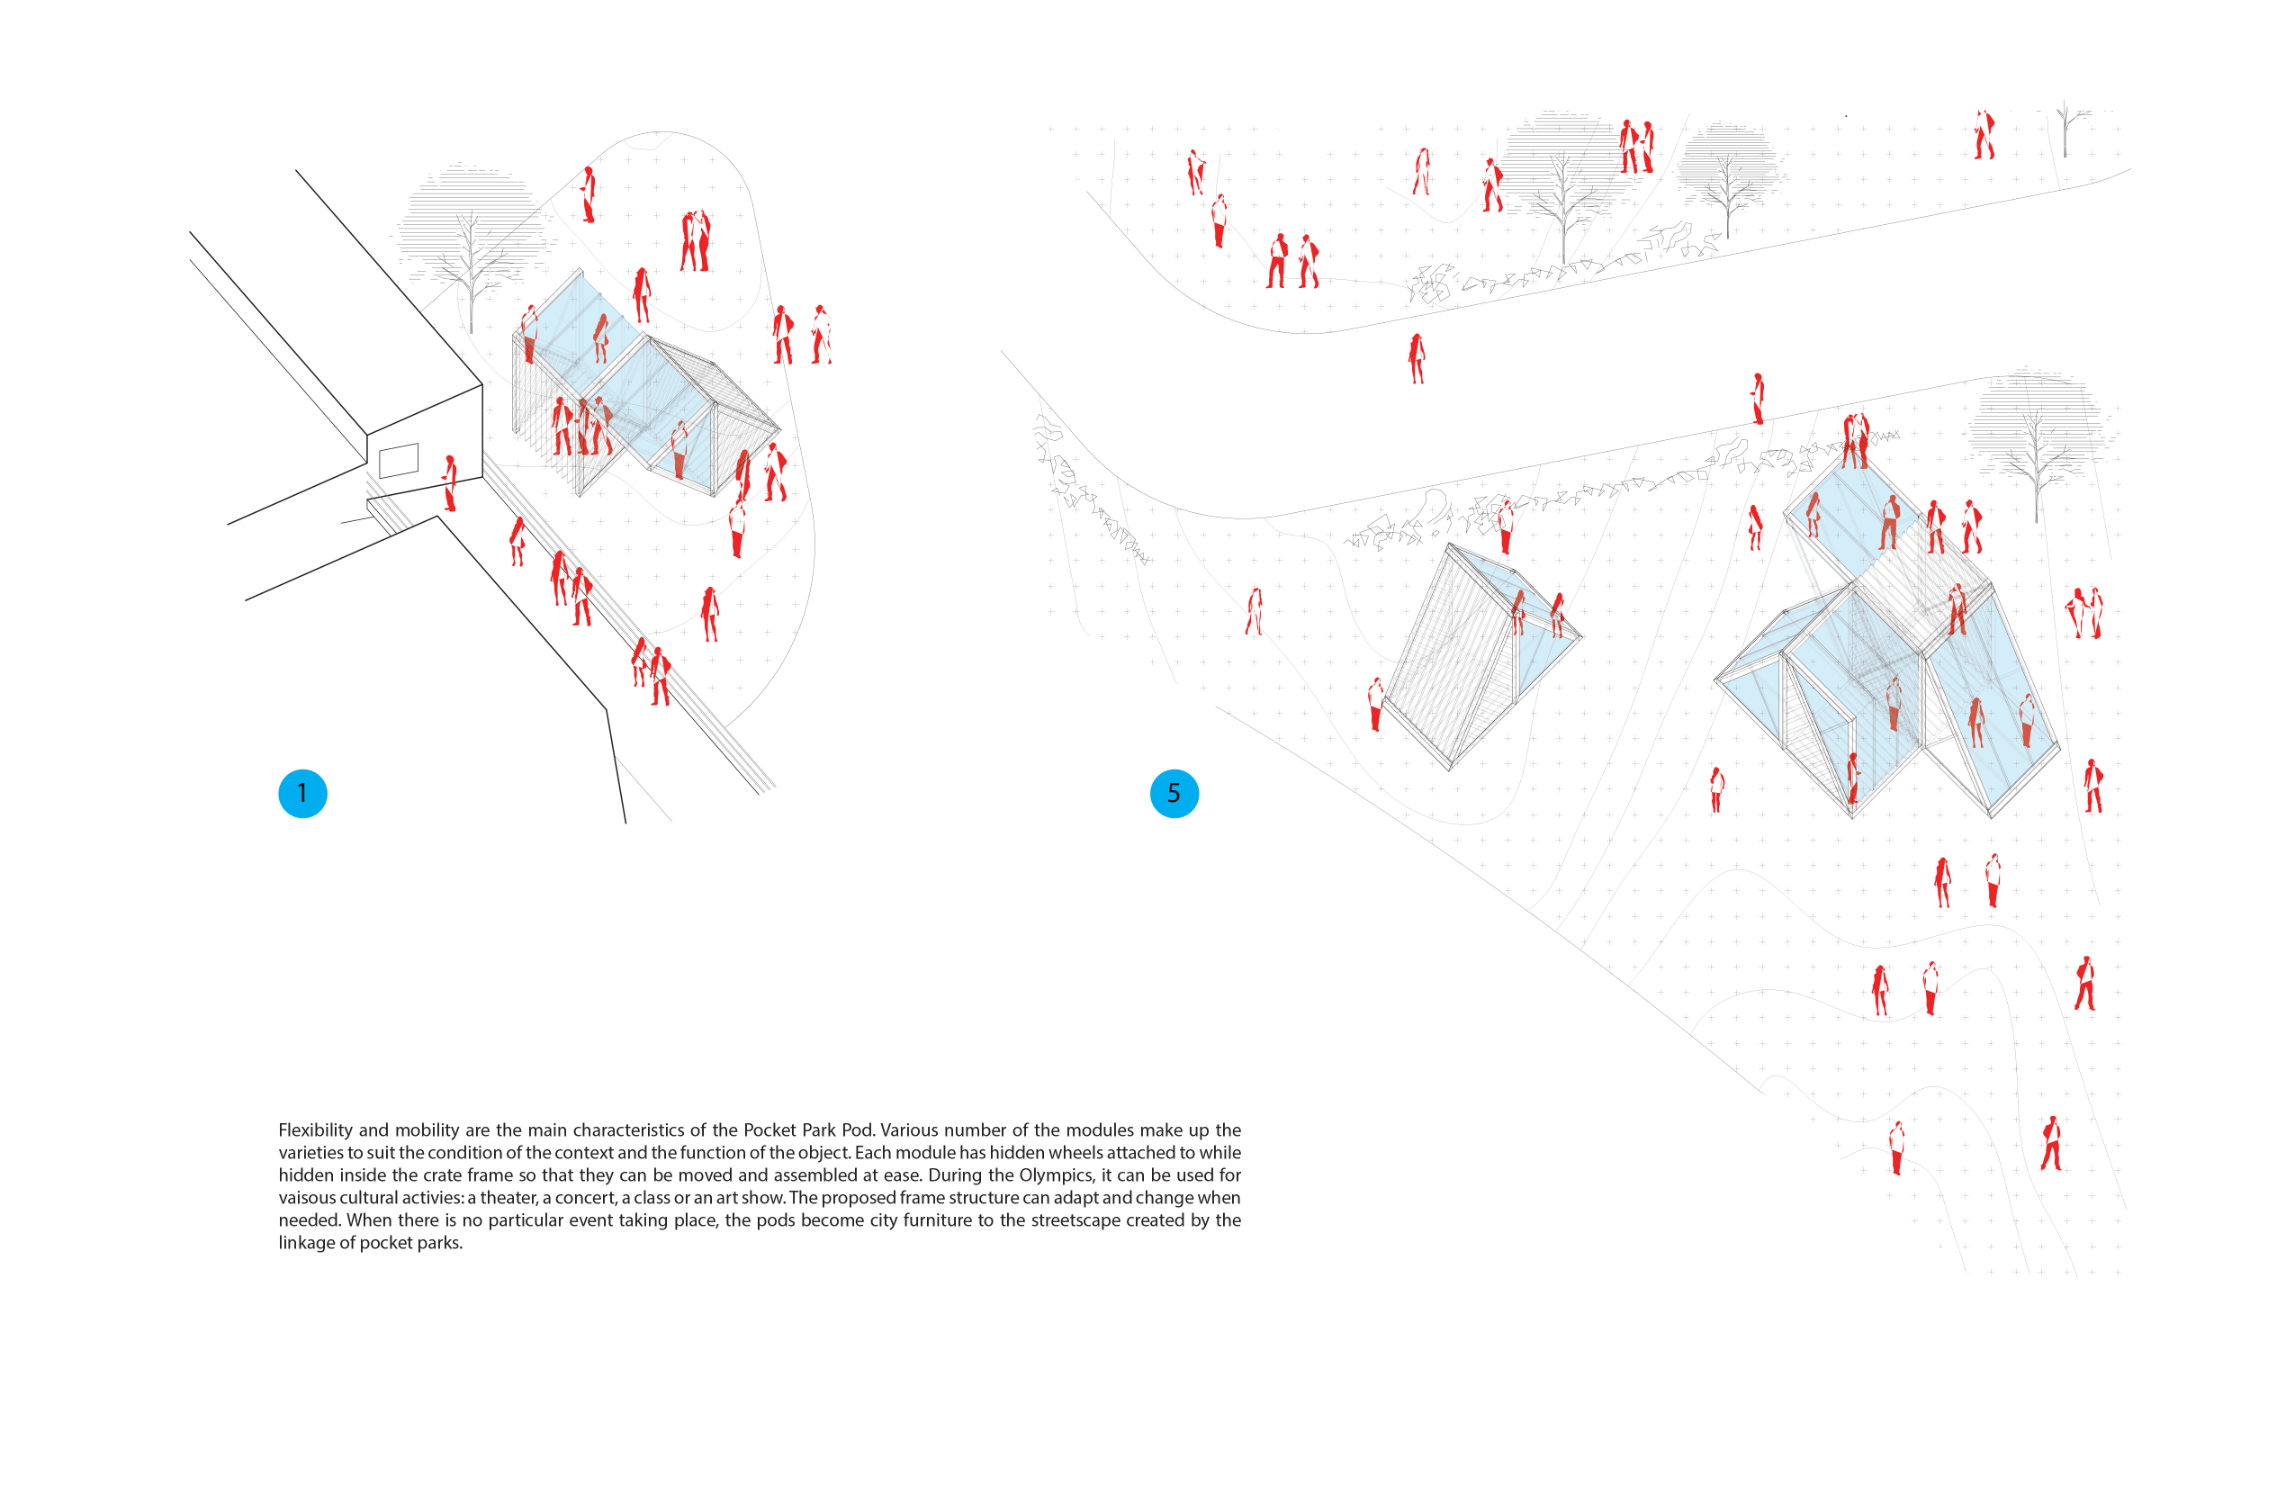 1
5
Flexibility and mobility are the main characteristics of the Pocket Park Pod. Various number of the modules make up the
varieties to suit the condition of the context and the function of the object. Each module has hidden wheels attached to while
hidden inside the crate frame so that they can be moved and assembled at ease. During the Olympics, it can be used for
vaisous cultural activies: a theater, a concert, a class or an art show. The proposed frame structure can adapt and change when
needed. When there is no particular event taking place, the pods become city furniture to the streetscape created by the
linkage of pocket parks.